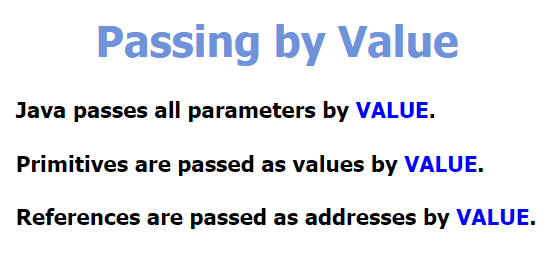 Passing by Value
Java passes all parameters by VALUE.
Primitives are passed as values by VALUE.
References are passed as addresses by VALUE.